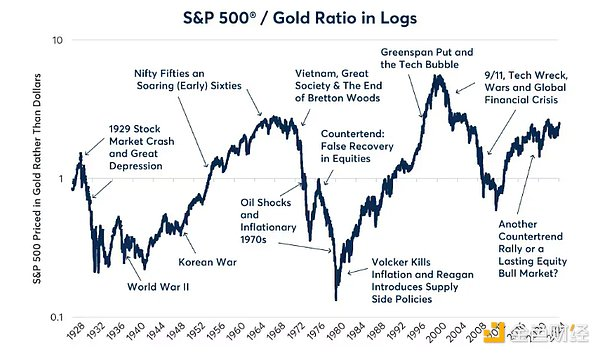 S&P 500® / Gold Ratio in Logs
S&P 500 Priced in Gold Rather Than Dollars
10
1
0.1
1929 Stock
Market Crash
and Great
Depression
World War II
Korean War
Nifty Fifties an
Soaring (Early) Sixties
Vietnam, Great
Society & The End
of Bretton Woods
Oil Shocks
and
Inflationary
1970s
Countertend:
False Recovery
in Equities
Volcker Kills
Inflation and Reagan
Introduces Supply
Side Policies
Greenspan Put and
the Tech Bubble
9/11, Tech Wreck,
Wars and Global
Financial Crisis
Another
Countertrend
Rally or a
Lasting Equity
Bull Market?
1928
1932
1936
1940
1944
1948
1952
1956
1960
1964
1968
1972
1976
1980
1984
1988
1992
1996
2000
2004
2008
金色财经